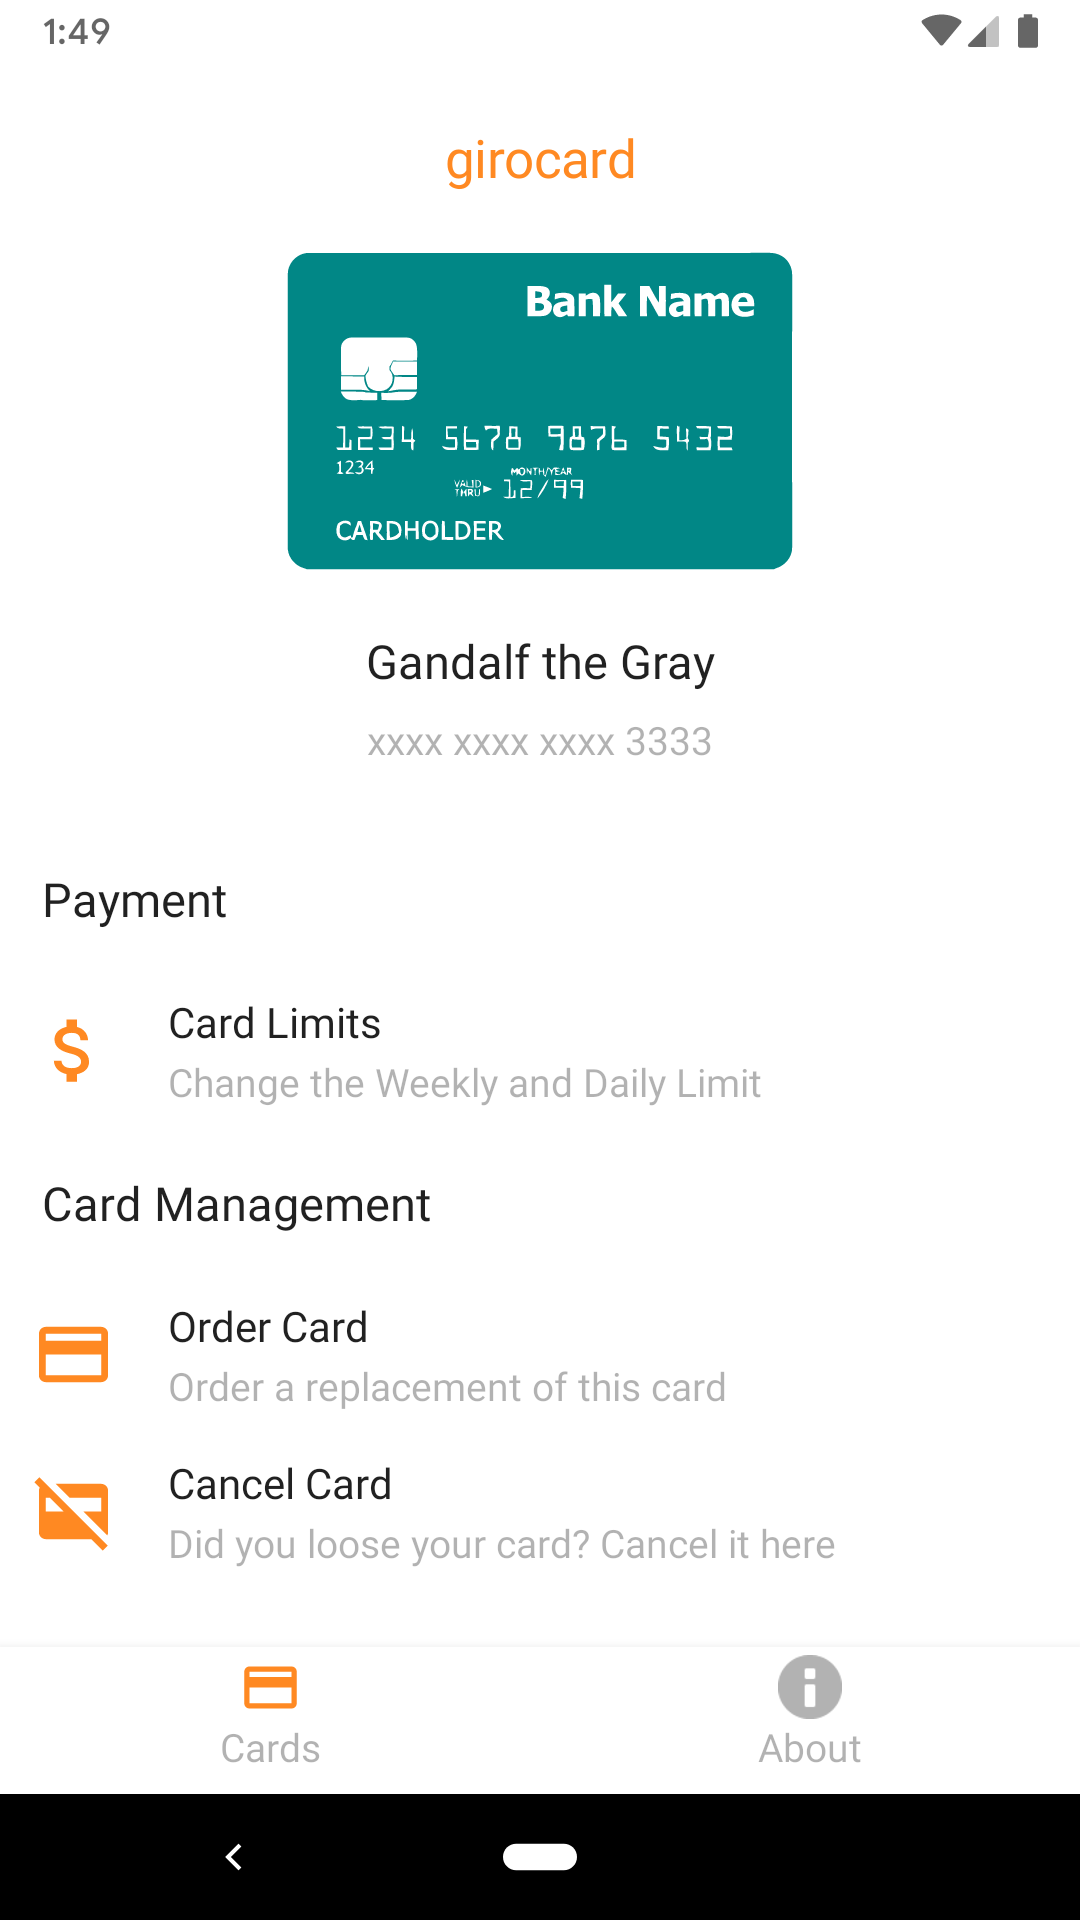 1:49
girocard
Bank Name
1234 5678 9876 5432
1234
MONTH/YEAR
VALID THRU 12/99
CARDHOLDER
Gandalf the Gray
xxxx xxxx xxxx 3333
Payment
Card Limits
Change the Weekly and Daily Limit
Card Management
Order Card
Order a replacement of this card
Cancel Card
Did you loose your card? Cancel it here
Cards
About